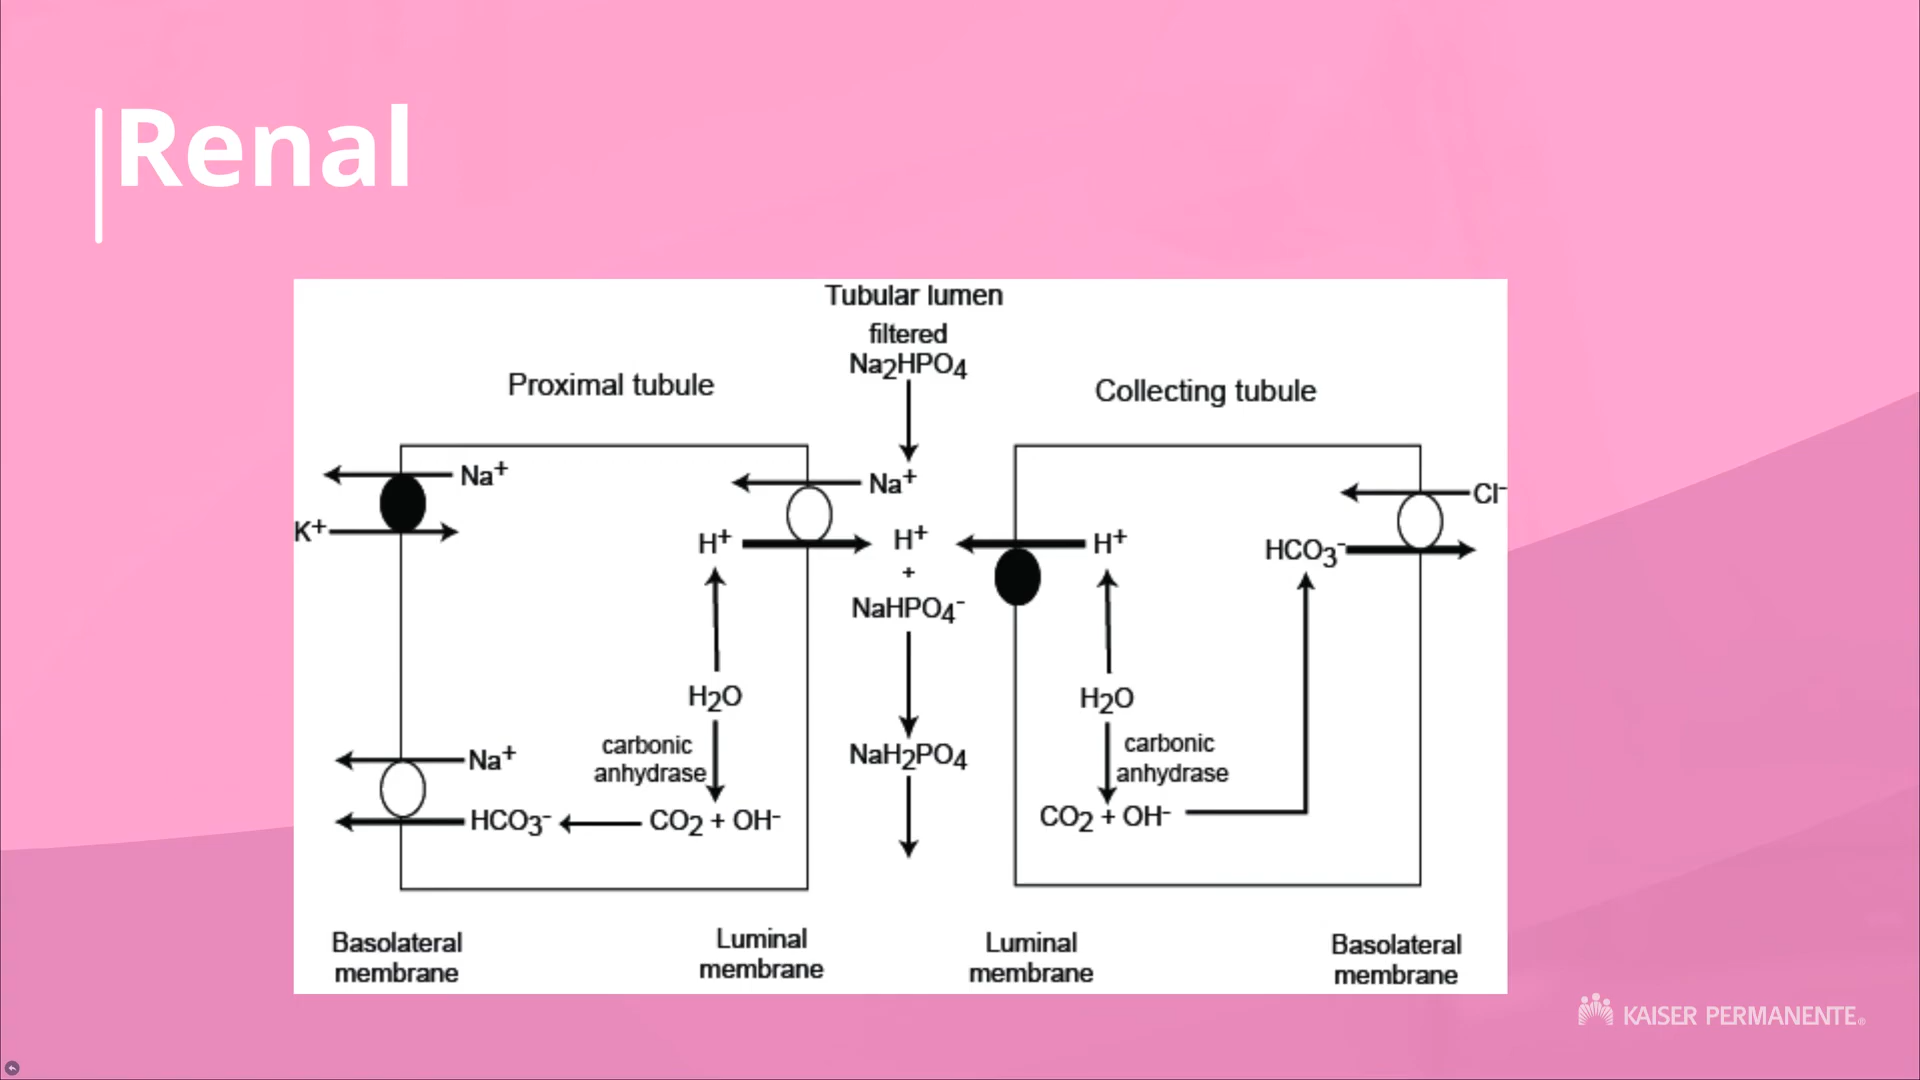 Renal
Tubular lumen
filtered
Na2HPO4
Proximal tubule
Collecting tubule
Na+
Na+
Cl-
K+
H+
H+
H+
HCO3-
+
NaHPO4-
H2O
H2O
Na+
carbonic
anhydrase
NaH2PO4
carbonic
anhydrase
HCO3-
CO2 + OH-
CO2 + OH-
Basolateral
membrane
Luminal
membrane
Luminal
membrane
Basolateral
membrane
KAISER PERMANENTE®